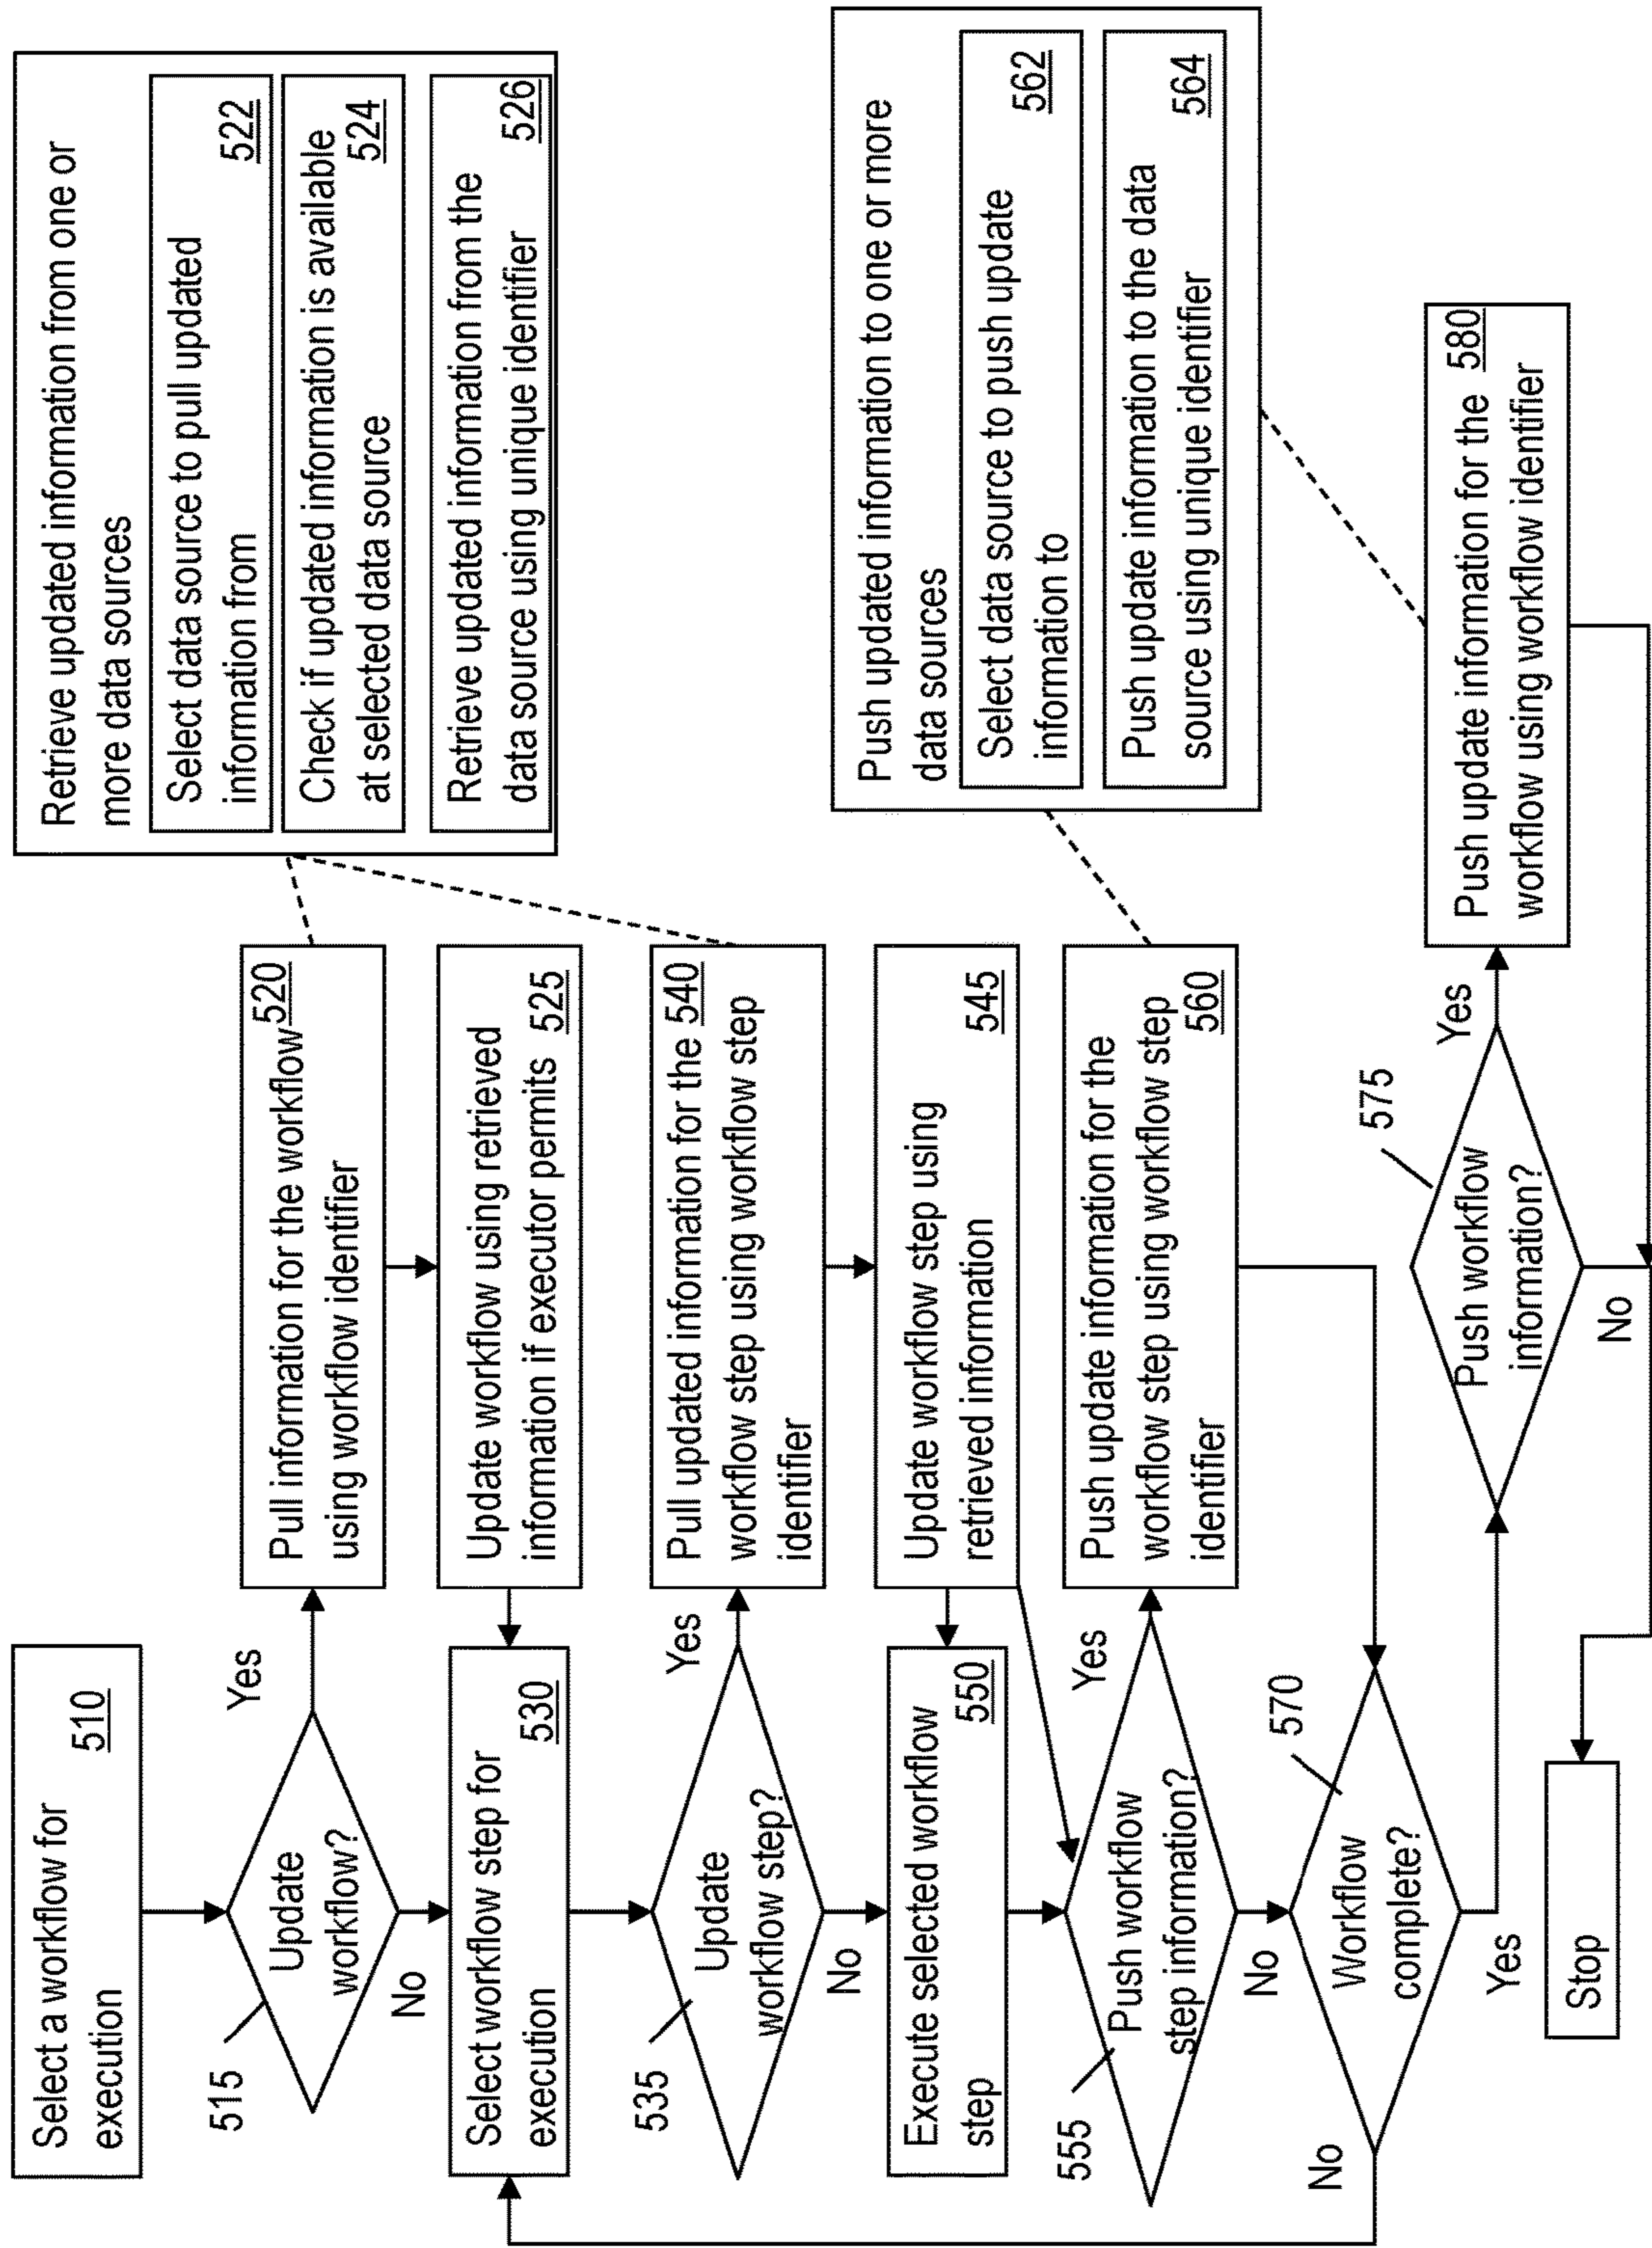 Select a workflow for
execution
510
515
Update
workflow?
Yes
No
Pull information for the workflow
using workflow identifier
520
Update workflow using retrieved
information if executor permits
525
Retrieve updated information from one or
more data sources
Select data source to pull updated
information from
522
Check if updated information is available
at selected data source
524
Retrieve updated information from the
data source using unique identifier
526
Select workflow step for
execution
530
535
Update
workflow step?
Yes
No
Pull updated information for the
workflow step using workflow step
identifier
540
Update workflow step using
retrieved information
545
Execute selected workflow
step
550
555
Push workflow
step information?
Yes
No
Push update information for the
workflow step using workflow step
identifier
560
Push updated information to one or more
data sources
Select data source to push update
information to
562
Push update information to the data
source using unique identifier
564
570
Workflow
complete?
No
Yes
575
Push workflow
information?
Yes
No
Push update information for the
workflow using workflow identifier
580
Stop